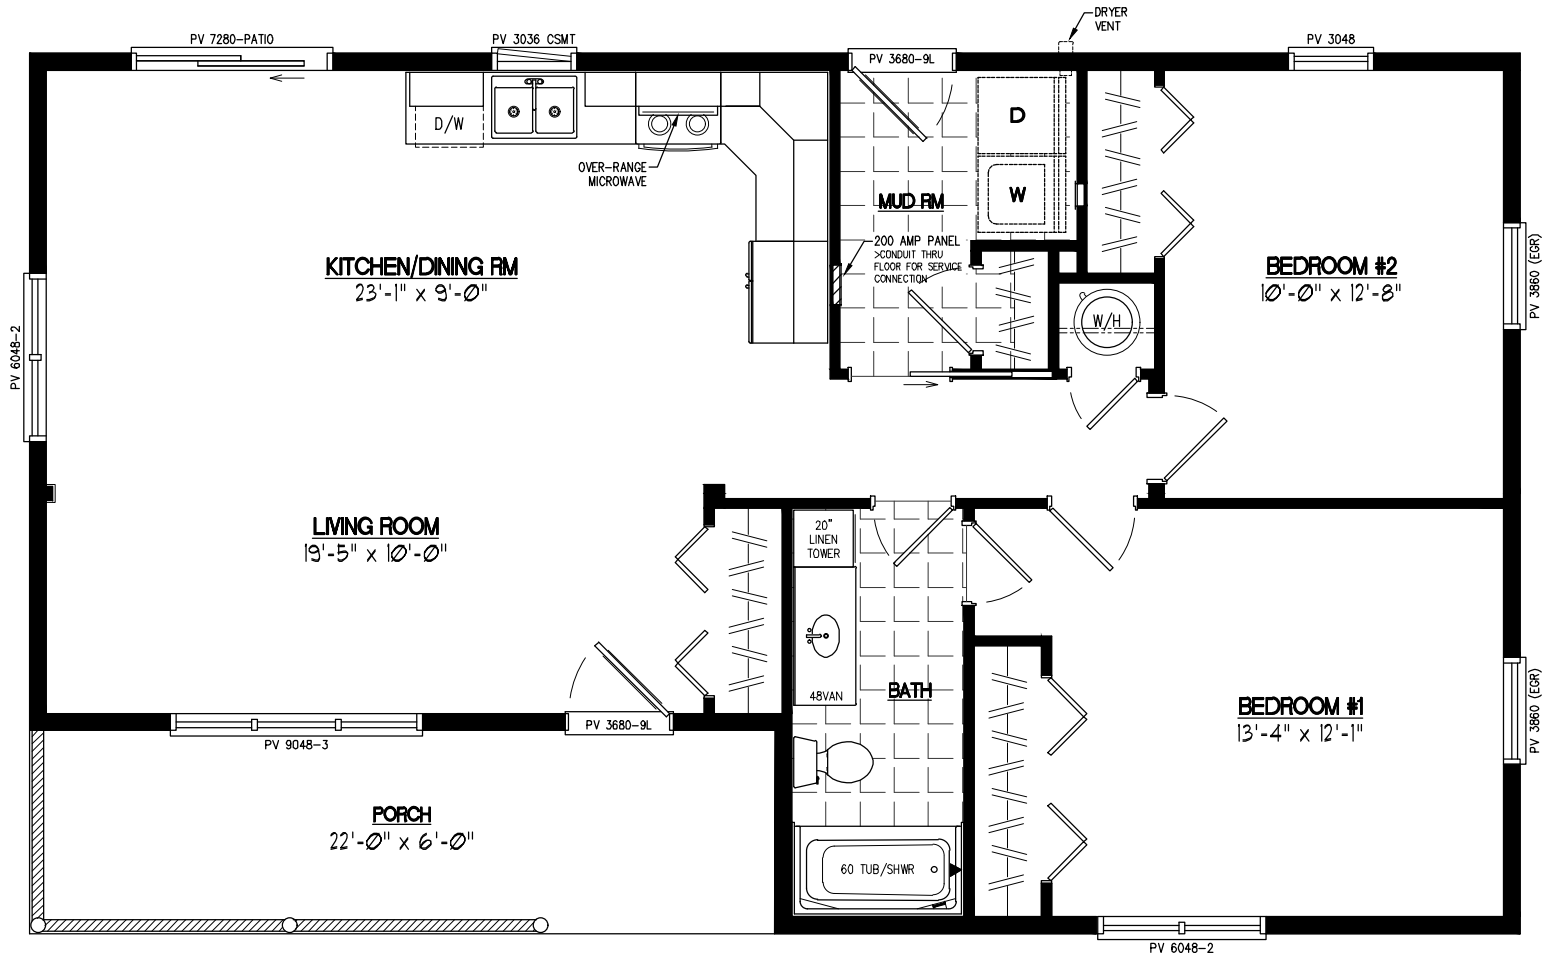 DRYER
VENT
PV 7280-PATIO
PV 3036 CSMT
PV 3680-9L
PV 3048
D/W
OVER-RANGE
MICROWAVE
D
W
MUD RM
200 AMP PANEL
>CONDUIT THRU
FLOOR FOR SERVICE
CONNECTION
KITCHEN/DINING RM
23'-1" x 9'-0"
BEDROOM #2
10'-0" x 12'-8"
PV 3860 (EGR)
W/H
PV 6048-2
LIVING ROOM
19'-5" x 10'-0"
20"
LINEN
TOWER
48VAN
BATH
BEDROOM #1
13'-4" x 12'-1"
PV 3860 (EGR)
PV 9048-3
PV 3680-9L
PORCH
22'-0" x 6'-0"
60 TUB/SHWR
PV 6048-2